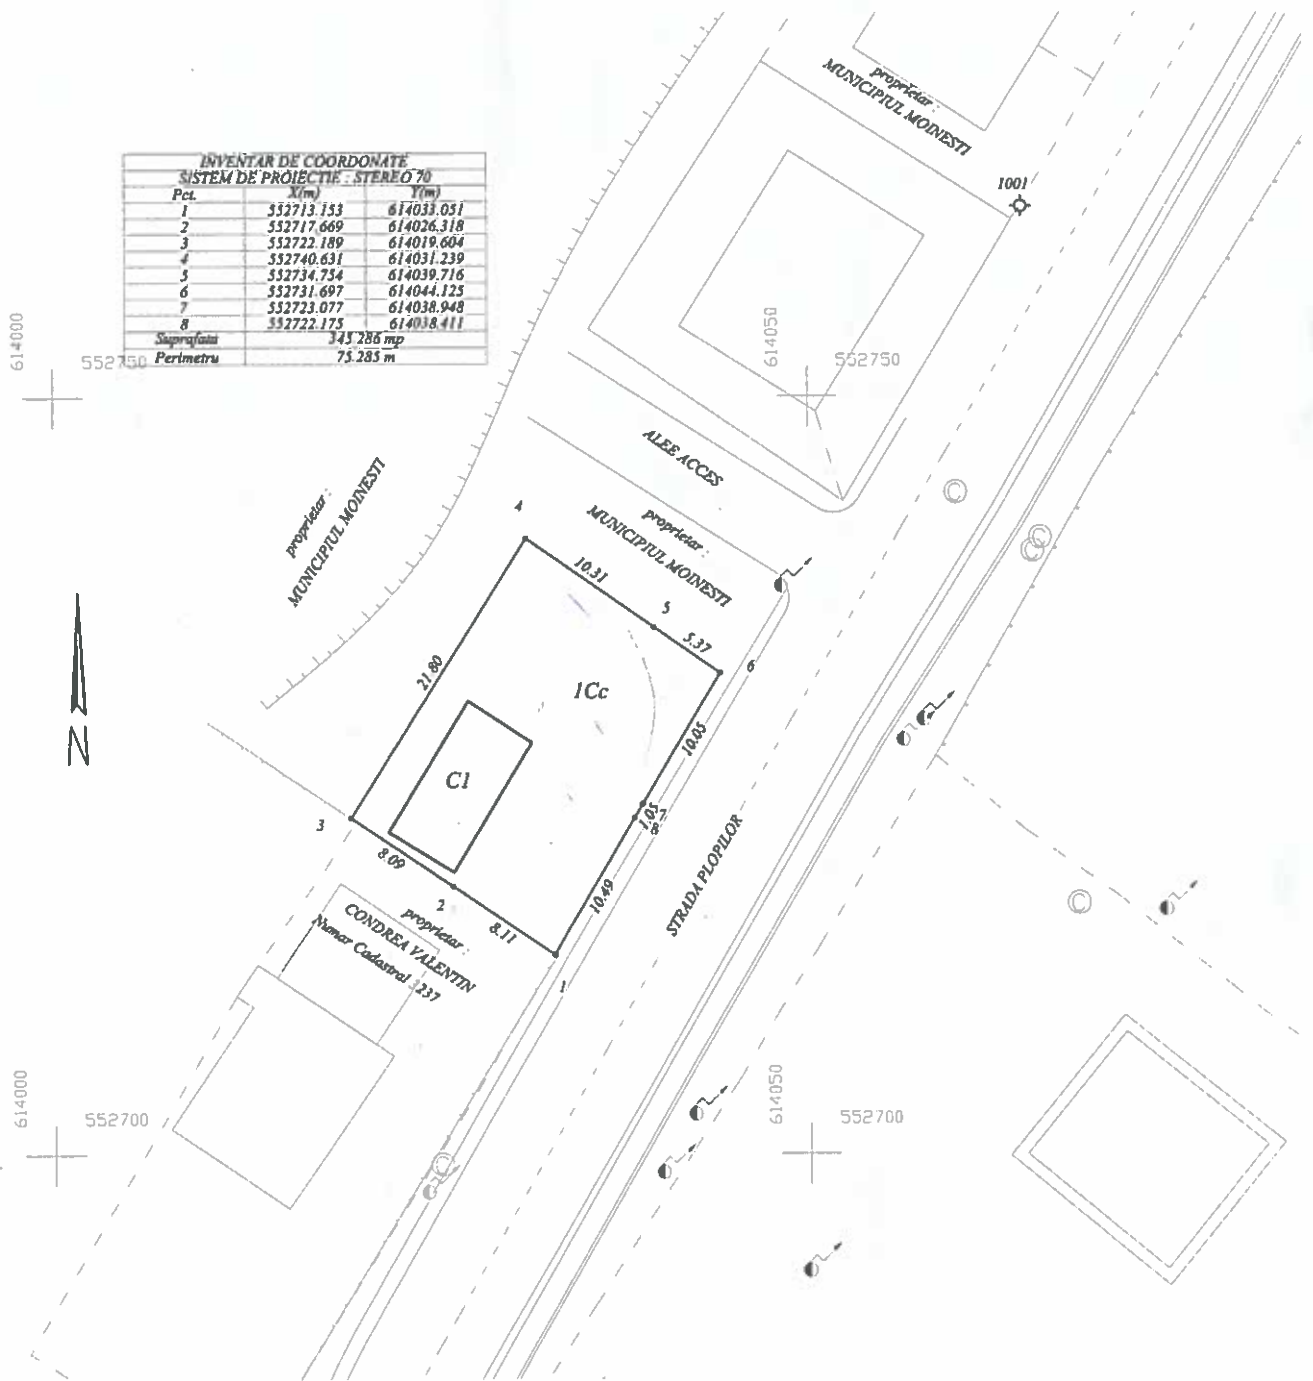 proprietar :
MUNICIPIUL MOINESTI
1001
INVENTAR DE COORDONATE
SISTEM DE PROIECTIE : STEREO 70
Pct. X(m) Y(m)
1 552713.153 614033.051
2 552717.669 614026.318
3 552722.189 614019.604
4 552740.631 614031.239
5 552734.754 614039.716
6 552731.697 614044.125
7 552723.077 614038.948
8 552722.175 614038.411
Suprafata 345.286 mp
Perimetru 75.285 m
614000
552750
614050
552750
ALEE ACCES
proprietar :
MUNICIPIUL MOINESTI
proprietar :
MUNICIPIUL MOINESTI
4
10.31
5
5.37
6
21.80
1Cc
10.05
N
C1
3
1.05
7
8
8.09
STRADA PLOPILOR
10.49
2
8.11
1
proprietar :
CONDREA VALENTIN
Numar Cadastral 3237
614000
552700
614050
552700
C
C
C
C
C